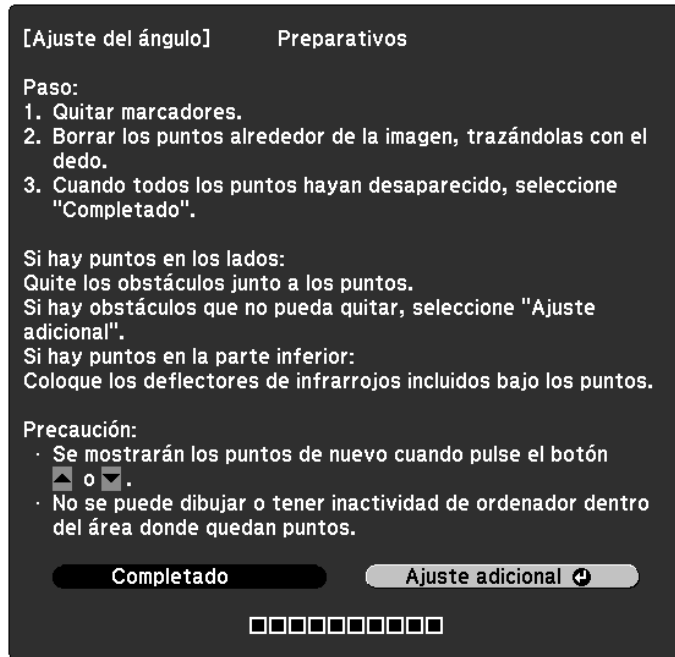 [Ajuste del ángulo] Preparativos
Paso:
1. Quitar marcadores.
2. Borrar los puntos alrededor de la imagen, trazándolas con el
dedo.
3. Cuando todos los puntos hayan desaparecido, seleccione
"Completado".
Si hay puntos en los lados:
Quite los obstáculos junto a los puntos.
Si hay obstáculos que no pueda quitar, seleccione "Ajuste
adicional".
Si hay puntos en la parte inferior:
Coloque los deflectores de infrarrojos incluidos bajo los puntos.
Precaución:
· Se mostrarán los puntos de nuevo cuando pulse el botón
▲ o ▼.
· No se puede dibujar o tener inactividad de ordenador dentro
del área donde quedan puntos.
Completado Ajuste adicional